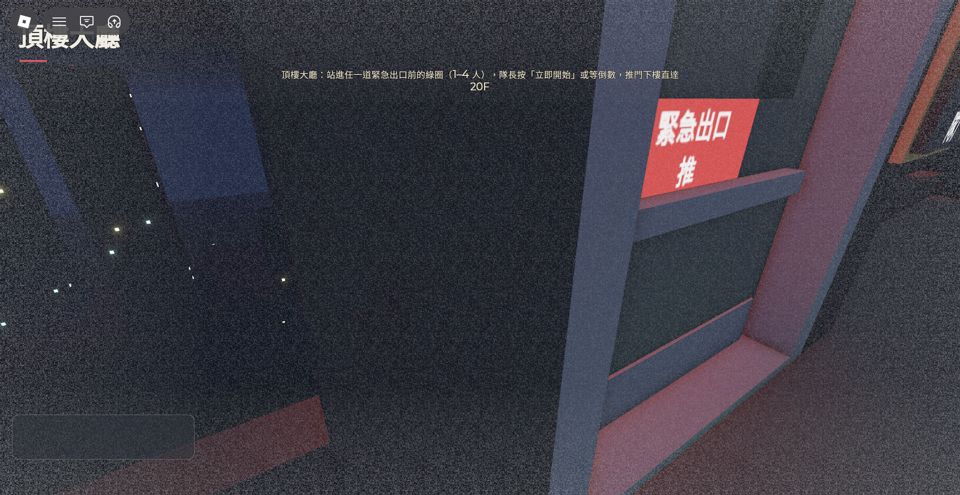 頂樓大廳
頂樓大廳：站進任一道緊急出口前的綠圈（1–4 人），隊長按「立即開始」或等倒數，推門下樓直達
20F
緊急出口
推